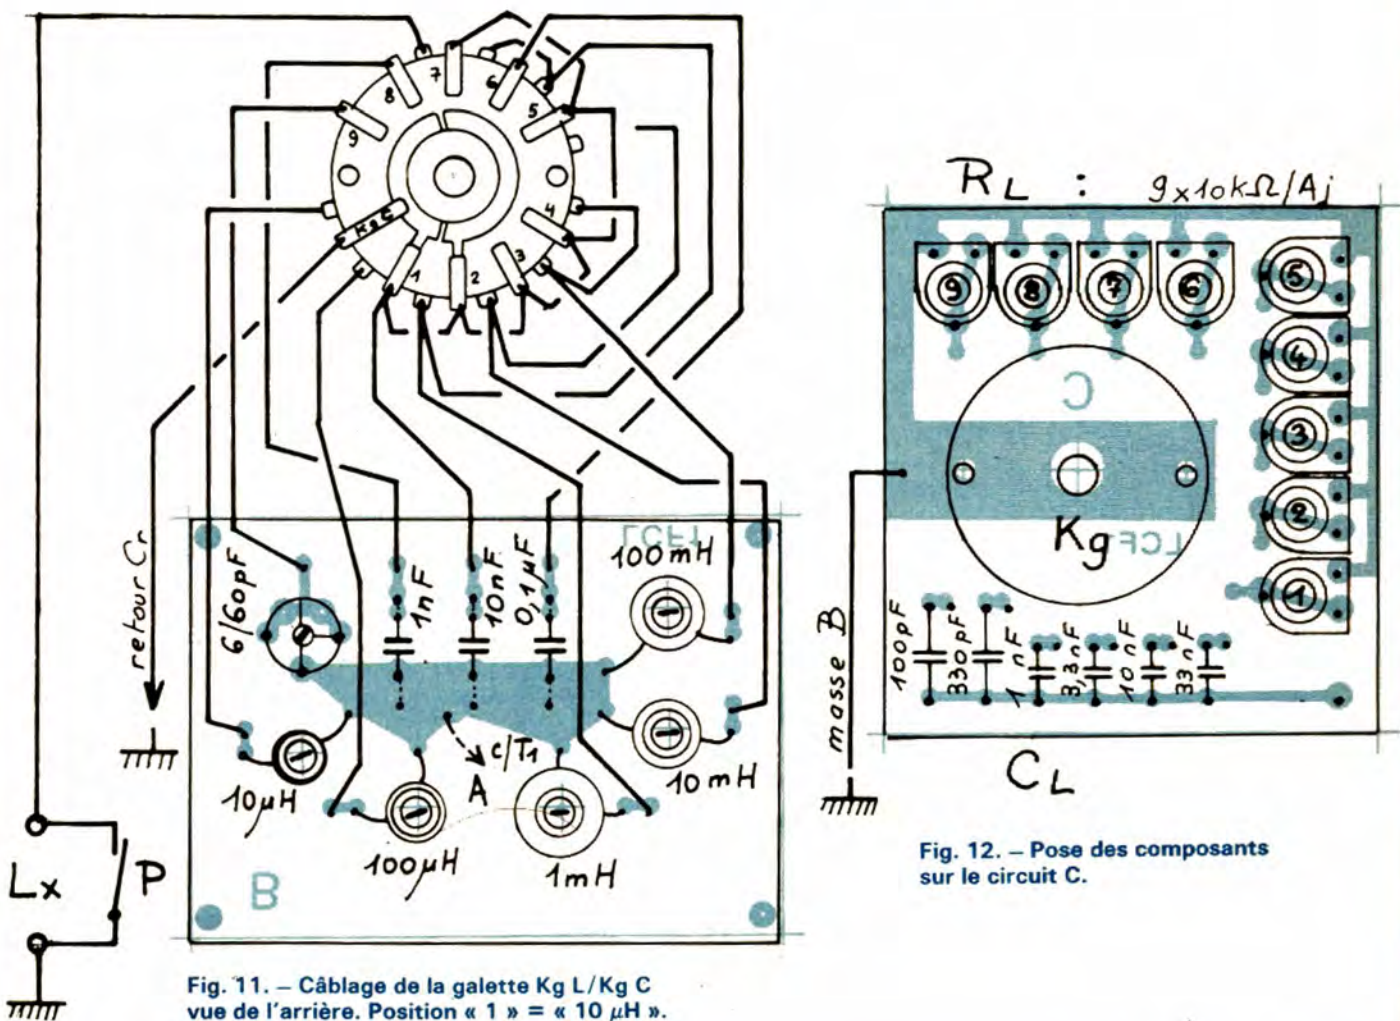 7
8
6
9
5
KgC
4
1
2
3
retour Cr
6/60pF
1nF
10nF
0,1µF
LCF1
100mH
10µH
100µH
c/T1
A
1mH
10mH
B
Lx
P
Fig. 11. – Câblage de la galette Kg L/Kg C
vue de l'arrière. Position « 1 » = « 10 µH ».
RL : 9x10kΩ/Aj
9
8
7
6
5
4
3
2
1
C
Kg
masse B
100pF
330pF
1 nF
3,3nF
10nF
33nF
CL
Fig. 12. – Pose des composants
sur le circuit C.